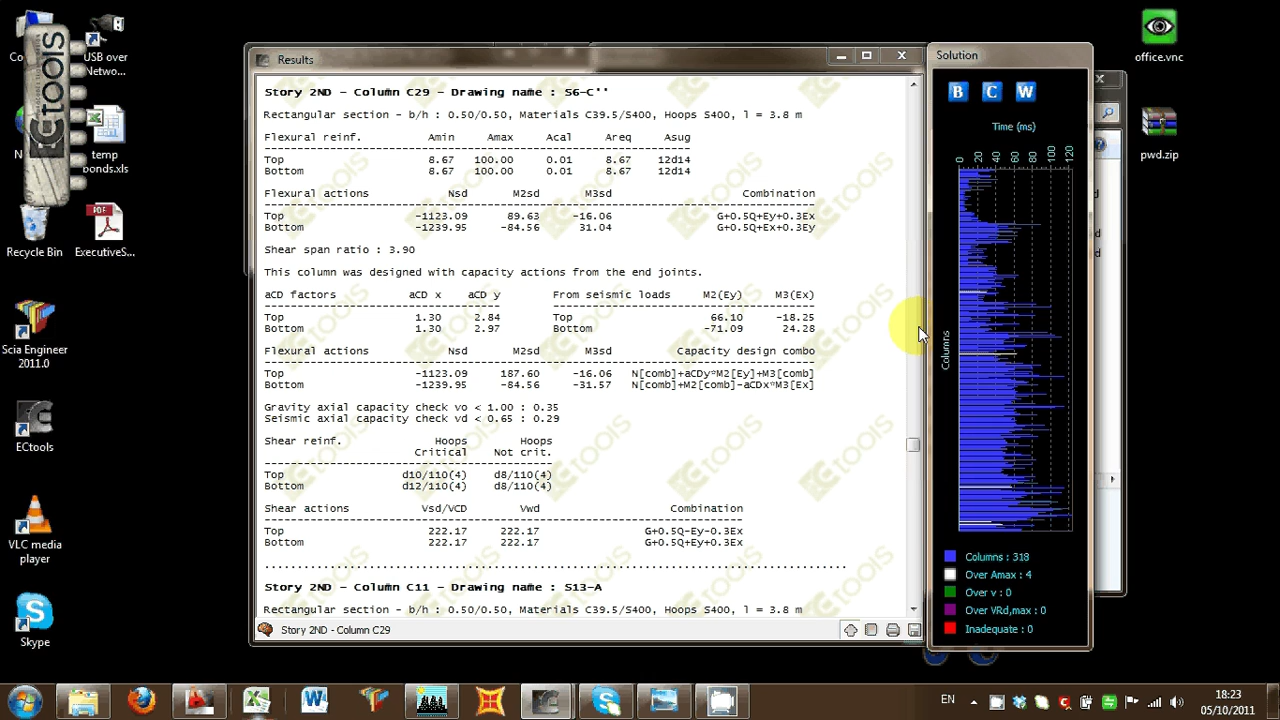 Results
Story 2ND - Column C29 - Drawing name : S6-C''
Rectangular section - b/h : 0.50/0.50, Materials C39.5/S400, Hoops S400, l = 3.8 m
Flexural reinf. Amin Amax Acal Areq Asug
Top 8.67 100.00 0.01 8.67 12d14
Bottom 8.67 100.00 0.01 8.67 12d14
Flexural actions Nsd M2sd M3sd Combination
Top -1123.09 89.63 -16.06 G+0.5Q+Ey+0.3Ex
Bottom -1239.95 -84.56 31.04 G+0.5Q+Ex+0.3Ey
Shear span ratio : 3.90
This column was designed with capacity actions from the end joints.
aCD factors aCD x aCD y From seismic loads M2(Ey) M3(Ex)
Top 1.30 2.84 Top -18.25
Bottom 2.97 Bottom 24.28
Flexural actions Nsd M2sd M3sd Capacity design combo
Top -1123.09 187.60 -16.06 N[comb]+aCDy*M2[Ey]+M3[comb]
Bottom -1239.95 -84.56 -31.57 N[comb]+M2[comb]-aCDx*M3[Ex]
Gravity axial capacity check vo < 1.00 : 0.35
Seismic axial capacity check vd < 0.65 : 0.29
Shear reinf. Hoops Hoops
Critical Not crit.
Top d10/110(4) d8/110(4)
Bottom d12/110(4) d8/110(4)
Shear actions Vsd/VCD Vwd Combination
Top 222.17 222.17 G+0.5Q+Ey-0.3Ex
Bottom 222.17 222.17 G+0.5Q+Ey+0.3Ex
Story 2ND - Column C11 - Drawing name : S13-A
Rectangular section - b/h : 0.50/0.50, Materials C39.5/S400, Hoops S400, l = 3.8 m
Story 2ND - Column C29
Solution
B C W
Time (ms)
0 20 40 60 80 100 120
Columns
Columns : 318
Over Amax : 4
Over v : 0
Over VRd,max : 0
Inadequate : 0
ECtools
USB over
Netwo...
temp
Recycle Bin
ExecutiveS...
Scia Engineer
2011.0
ECtools
VLC media
player
Skype
office.vnc
pwd.zip
EN
18:23
05/10/2011